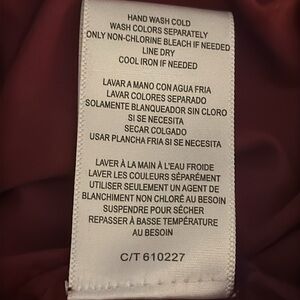 HAND WASH COLD
WASH COLORS SEPARATELY
ONLY NON-CHLORINE BLEACH IF NEEDED
LINE DRY
COOL IRON IF NEEDED
LAVAR A MANO CON AGUA FRIA
LAVAR COLORES SEPARADO
SOLAMENTE BLANQUEADOR SIN CLORO
SI SE NECESITA
SECAR COLGADO
USAR PLANCHA FRIA SI SE NECESITA
LAVER À LA MAIN À L'EAU FROIDE
LAVER LES COULEURS SÉPARÉMENT
UTILISER SEULEMENT UN AGENT DE
BLANCHIMENT NON CHLORÉ AU BESOIN
SUSPENDRE POUR SÉCHER
REPASSER À BASSE TEMPÉRATURE
AU BESOIN
C/T 610227